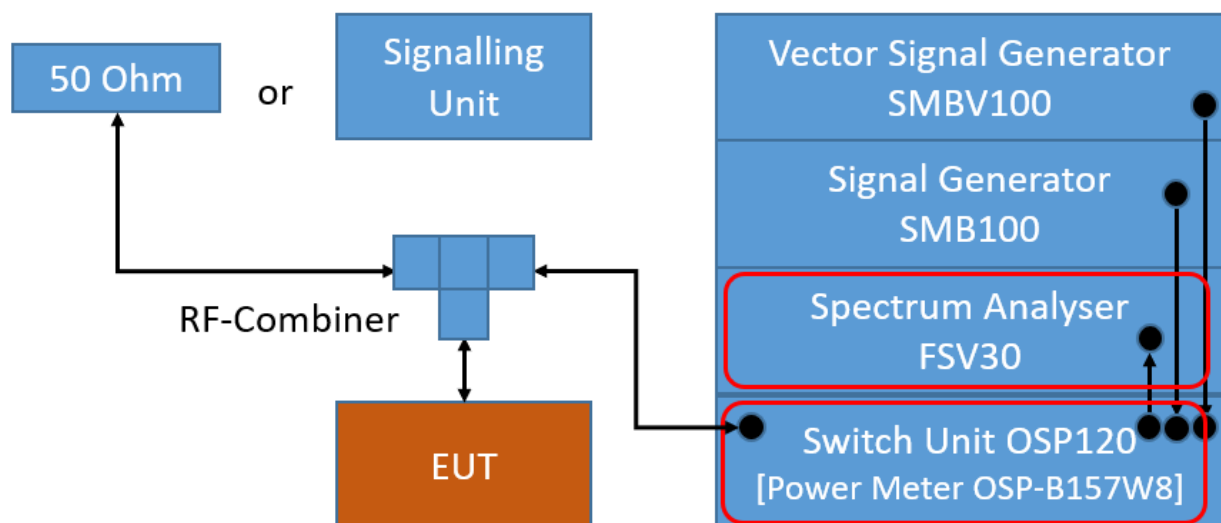 50 Ohm
or
Signalling
Unit
Vector Signal Generator
SMBV100
Signal Generator
SMB100
RF-Combiner
Spectrum Analyser
FSV30
EUT
Switch Unit OSP120
[Power Meter OSP-B157W8]